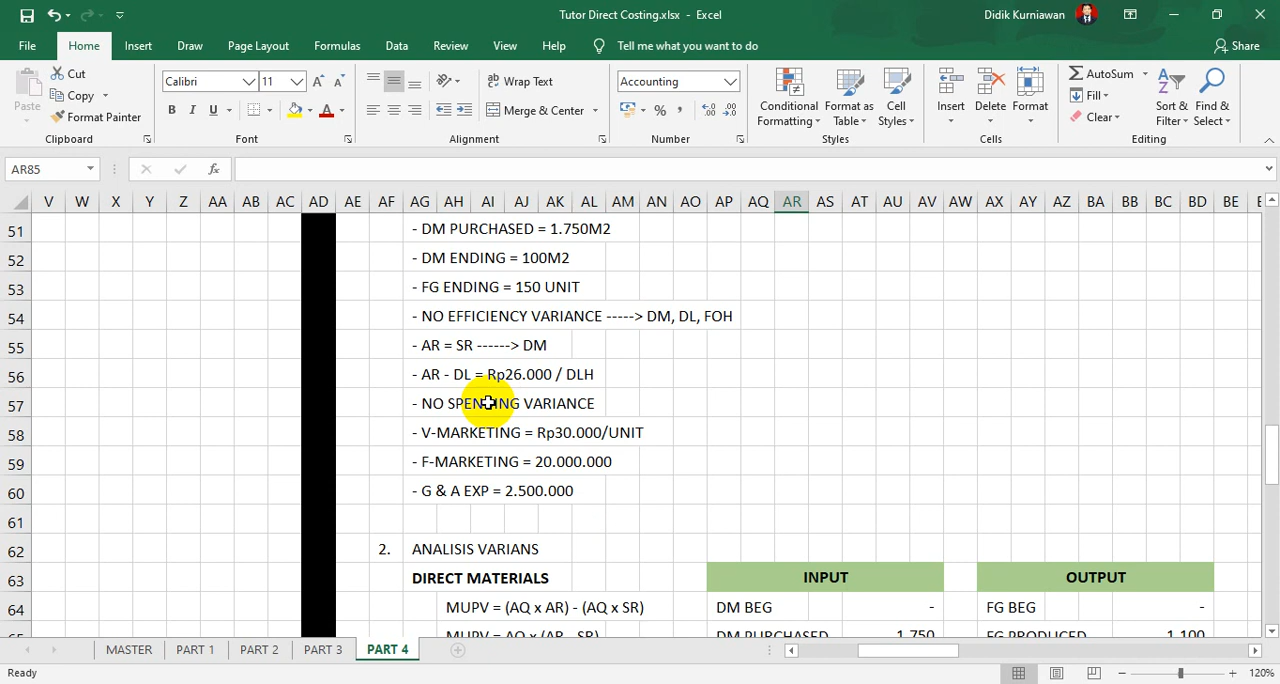 Tutor Direct Costing.xlsx - Excel
Didik Kurniawan
File Home Insert Draw Page Layout Formulas Data Review View Help Tell me what you want to do Share
Paste
Cut
Copy
Format Painter
Clipboard
Calibri 11
B I U
Font
Wrap Text
Merge & Center
Alignment
Accounting
Number
Conditional Formatting
Format as Table
Cell Styles
Styles
Insert
Delete
Format
Cells
AutoSum
Fill
Clear
Sort & Filter
Find & Select
Editing
AR85
fx
V W X Y Z AA AB AC AD AE AF AG AH AI AJ AK AL AM AN AO AP AQ AR AS AT AU AV AW AX AY AZ BA BB BC BD BE
51 - DM PURCHASED = 1.750M2
52 - DM ENDING = 100M2
53 - FG ENDING = 150 UNIT
54 - NO EFFICIENCY VARIANCE -----> DM, DL, FOH
55 - AR = SR ------> DM
56 - AR - DL = Rp26.000 / DLH
57 - NO SPENDING VARIANCE
58 - V-MARKETING = Rp30.000/UNIT
59 - F-MARKETING = 20.000.000
60 - G & A EXP = 2.500.000
61
62 2. ANALISIS VARIANS
63 DIRECT MATERIALS INPUT OUTPUT
64 MUPV = (AQ x AR) - (AQ x SR) DM BEG - FG BEG -
65 MUPV = AQ x (AR - SR) DM PURCHASED 1.750 FG PRODUCED 1.100
MASTER PART 1 PART 2 PART 3 PART 4
Ready
120%